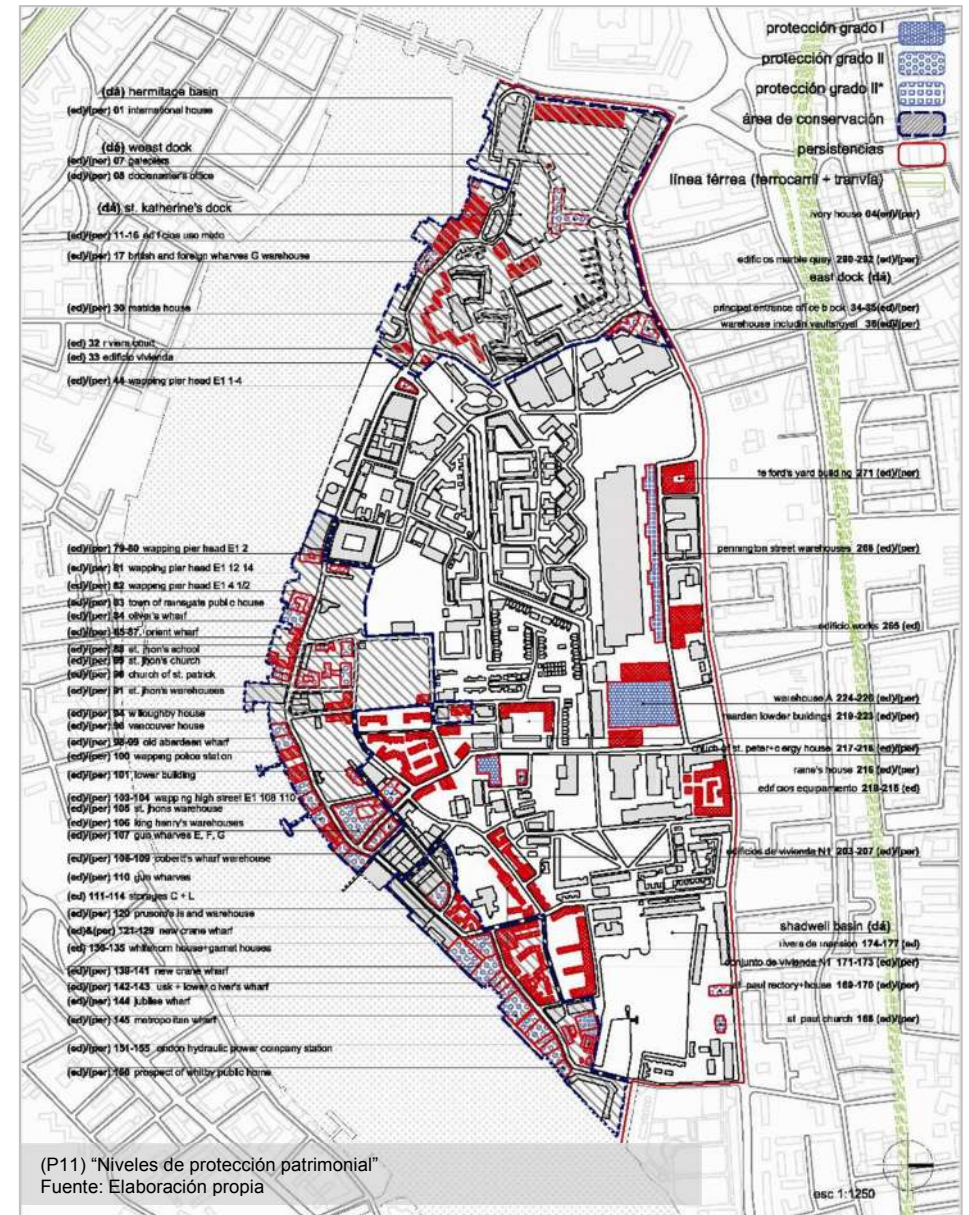 protección grado I
protección grado II
protección grado II*
área de conservación
persistencias
línea férrea (ferrocarril + tranvía)
(dá) hermitage basin
(ed)/(per) 01 international house
(dá) weast dock
(ed)/(per) 07 gatepiers
(ed)/(per) 08 dockmaster's office
(dá) st. katherine's dock
(ed)/(per) 11-16 edificios uso mixto
(ed)/(per) 17 british and foreign wharves G warehouse
(ed)/(per) 30 matilda house
(ed) 32 riviera court
(ed) 33 edificio vivienda
(ed)/(per) 44 wapping pier head E1 1-4
(ed)/(per) 79-80 wapping pier head E1 2
(ed)/(per) 81 wapping pier head E1 12 14
(ed)/(per) 82 wapping pier head E1 4 1/2
(ed)/(per) 83 town of ramsgate public house
(ed)/(per) 84 oliver's wharf
(ed)/(per) 85-87. orient wharf
(ed)/(per) 88 st. jhon's school
(ed)/(per) 89 st. jhon's church
(ed)/(per) 90 church of st. patrick
(ed)/(per) 91 st. jhon's warehouses
(ed)/(per) 94 willoughby house
(ed)/(per) 96 vancouver house
(ed)/(per) 98-99 old aberdeen wharf
(ed)/(per) 100 wapping police station
(ed)/(per) 101 lower building
(ed)/(per) 103-104 wapping high street E1 108 110
(ed)/(per) 105 st. jhons warehouse
(ed)/(per) 106 king henry's warehouses
(ed)/(per) 107 gun wharves E, F, G
(ed)/(per) 108-109 coberit's wharf warehouse
(ed)/(per) 110 gun wharves
(ed) 111-114 storages C + L
(ed)/(per) 120 pruson's island warehouse
(ed)&(per) 121-129 new crane wharf
(ed) 130-135 whitehorn house+garnet houses
(ed)/(per) 138-141 new crane wharf
(ed)/(per) 142-143 usk + lower oliver's wharf
(ed)/(per) 144 jubilee wharf
(ed)/(per) 145 metropolitan wharf
(ed)/(per) 151-155 london hydraulic power company station
(ed)/(per) 156 prospect of whitby public home
ivory house 04(ed)/(per)
edificios marble quay 280-292 (ed)/(per)
east dock (dá)
principal entrance office block 34-35(ed)/(per)
warehouse includin vaultsroyal 36(ed)/(per)
telford's yard building 271 (ed)/(per)
pennington street warehouses 268 (ed)/(per)
edificio works 265 (ed)
warehouse A 224-226 (ed)/(per)
rearden lowder buildings 219-223 (ed)/(per)
church of st. peter+clergy house 217-218 (ed)/(per)
raine's house 216 (ed)/(per)
edificios equipamiento 218-215 (ed)
edificios de vivienda N1 203-207 (ed)/(per)
shadwell basin (dá)
rivera de mansion 174-177 (ed)
conjunto de vivienda N1 171-173 (ed)/(per)
st. paul rectory+house 169-170 (ed)/(per)
st. paul church 168 (ed)/(per)
(P11) “Niveles de protección patrimonial”
Fuente: Elaboración propia
esc 1:1250